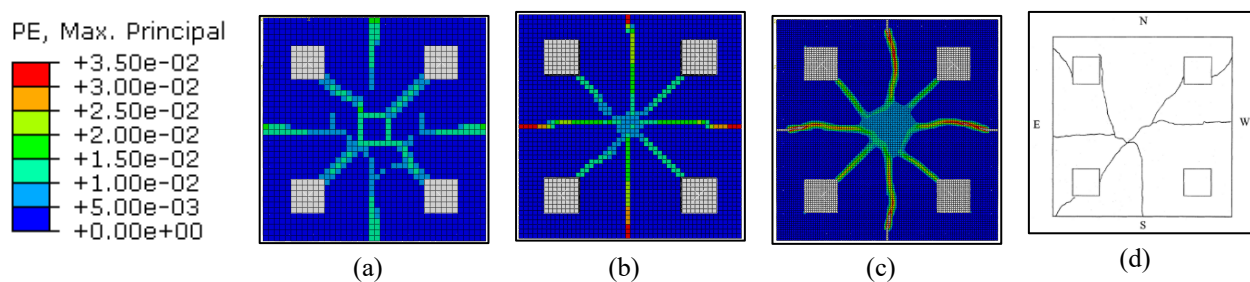 PE, Max. Principal
+3.50e-02
+3.00e-02
+2.50e-02
+2.00e-02
+1.50e-02
+1.00e-02
+5.00e-03
+0.00e+00
N
E
W
S
(a)
(b)
(c)
(d)